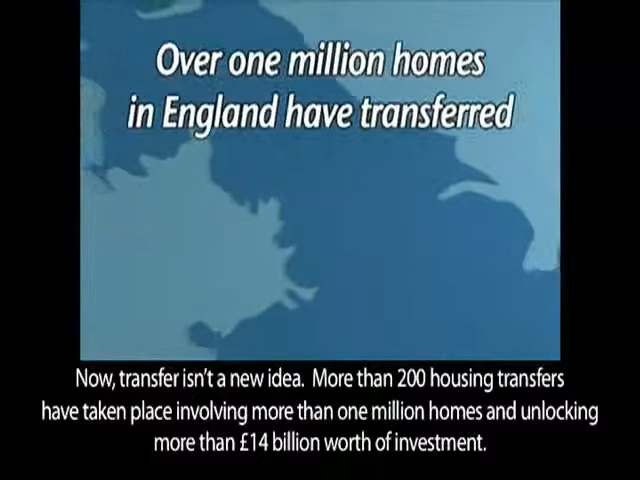 Over one million homes
in England have transferred
Now, transfer isn't a new idea.  More than 200 housing transfers
have taken place involving more than one million homes and unlocking
more than £14 billion worth of investment.